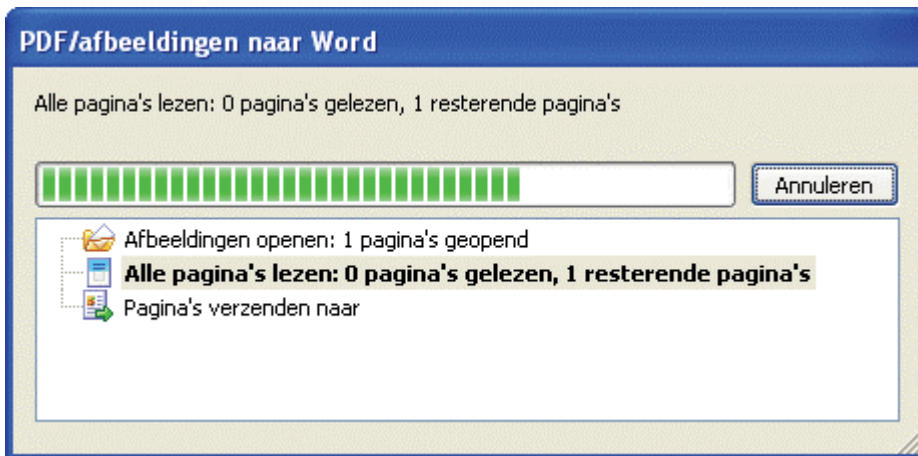 PDF/afbeeldingen naar Word
Alle pagina's lezen: 0 pagina's gelezen, 1 resterende pagina's
Annuleren
Afbeeldingen openen: 1 pagina's geopend
Alle pagina's lezen: 0 pagina's gelezen, 1 resterende pagina's
Pagina's verzenden naar